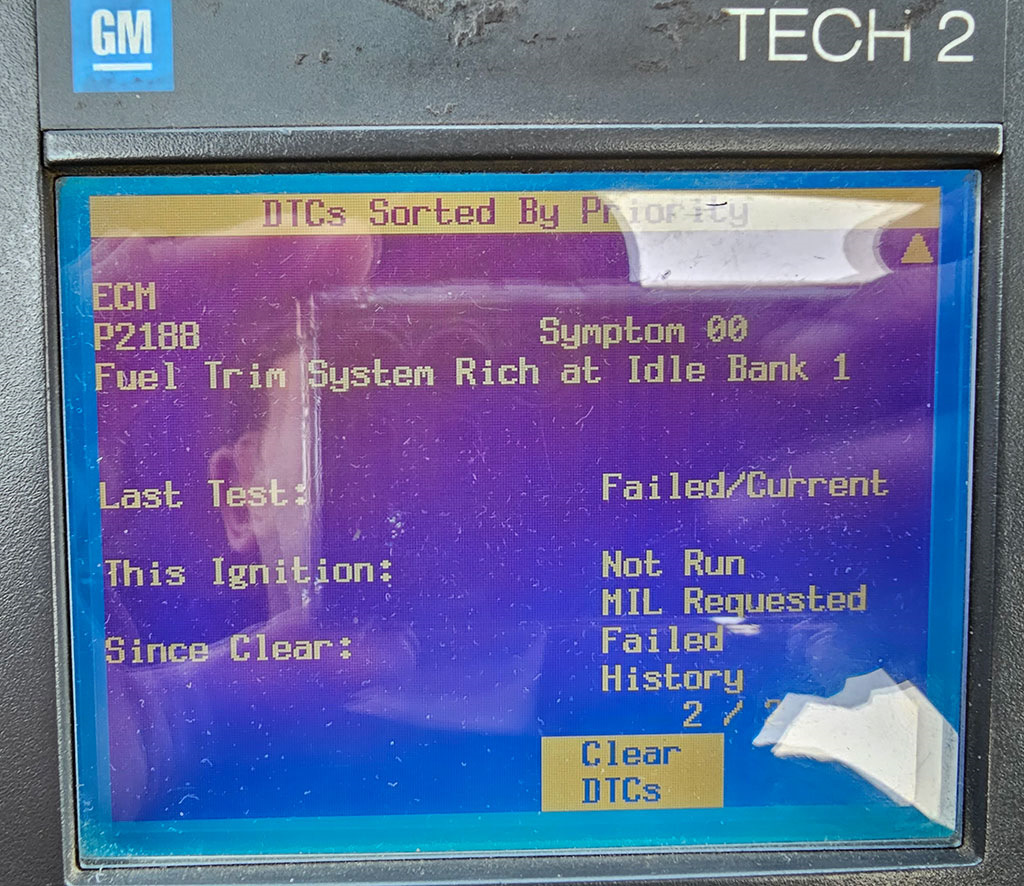 GM
TECH 2
DTCs Sorted By Priority
ECM
P2188 Symptom 00
Fuel Trim System Rich at Idle Bank 1
Last Test: Failed/Current
This Ignition: Not Run
MIL Requested
Since Clear: Failed
History
2 /
Clear
DTCs